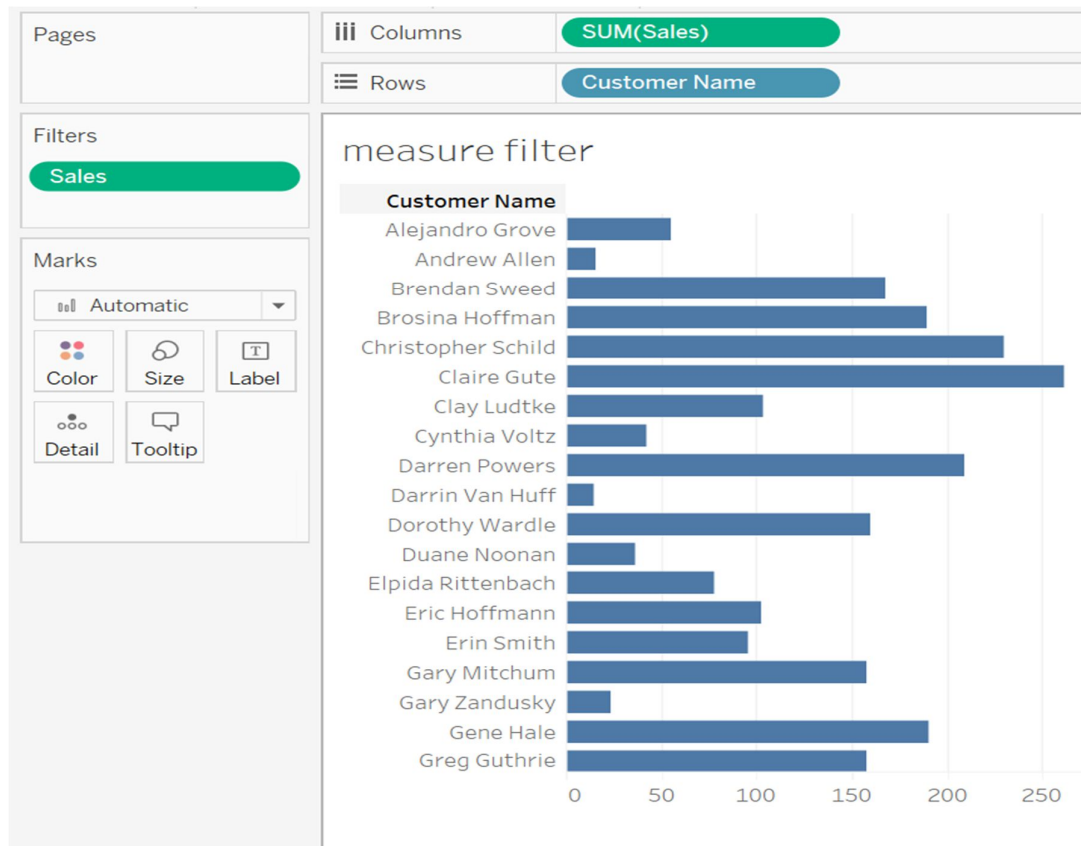 Pages
Columns
SUM(Sales)
Rows
Customer Name
Filters
Sales
Marks
Automatic
Color
Size
T
Label
Detail
Tooltip
measure filter
Customer Name
Alejandro Grove
Andrew Allen
Brendan Sweed
Brosina Hoffman
Christopher Schild
Claire Gute
Clay Ludtke
Cynthia Voltz
Darren Powers
Darrin Van Huff
Dorothy Wardle
Duane Noonan
Elpida Rittenbach
Eric Hoffmann
Erin Smith
Gary Mitchum
Gary Zandusky
Gene Hale
Greg Guthrie
0 50 100 150 200 250